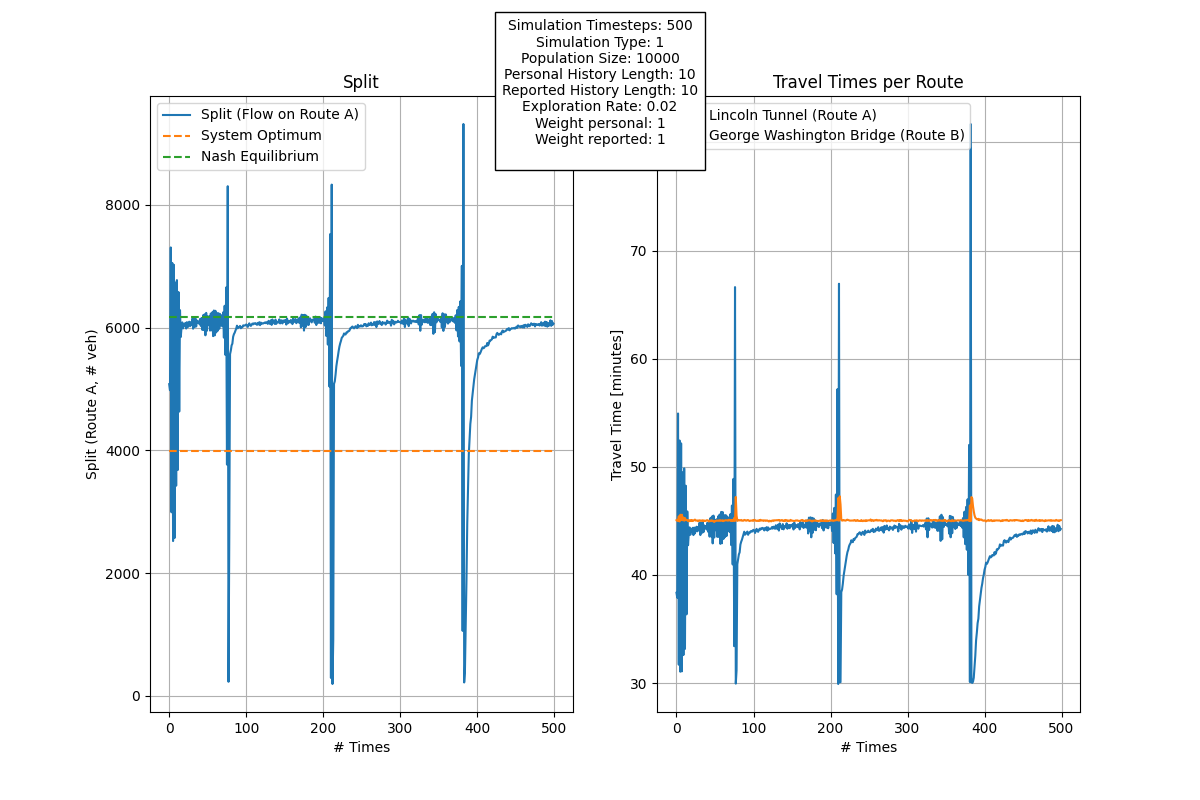 Simulation Timesteps: 500
Simulation Type: 1
Population Size: 10000
Personal History Length: 10
Reported History Length: 10
Exploration Rate: 0.02
Weight personal: 1
Weight reported: 1
Split
Split (Flow on Route A)
System Optimum
Nash Equilibrium
8000
6000
4000
2000
0
Split (Route A, # veh)
0 100 200 300 400 500
# Times
Travel Times per Route
Lincoln Tunnel (Route A)
George Washington Bridge (Route B)
70
60
50
40
30
Travel Time [minutes]
0 100 200 300 400 500
# Times